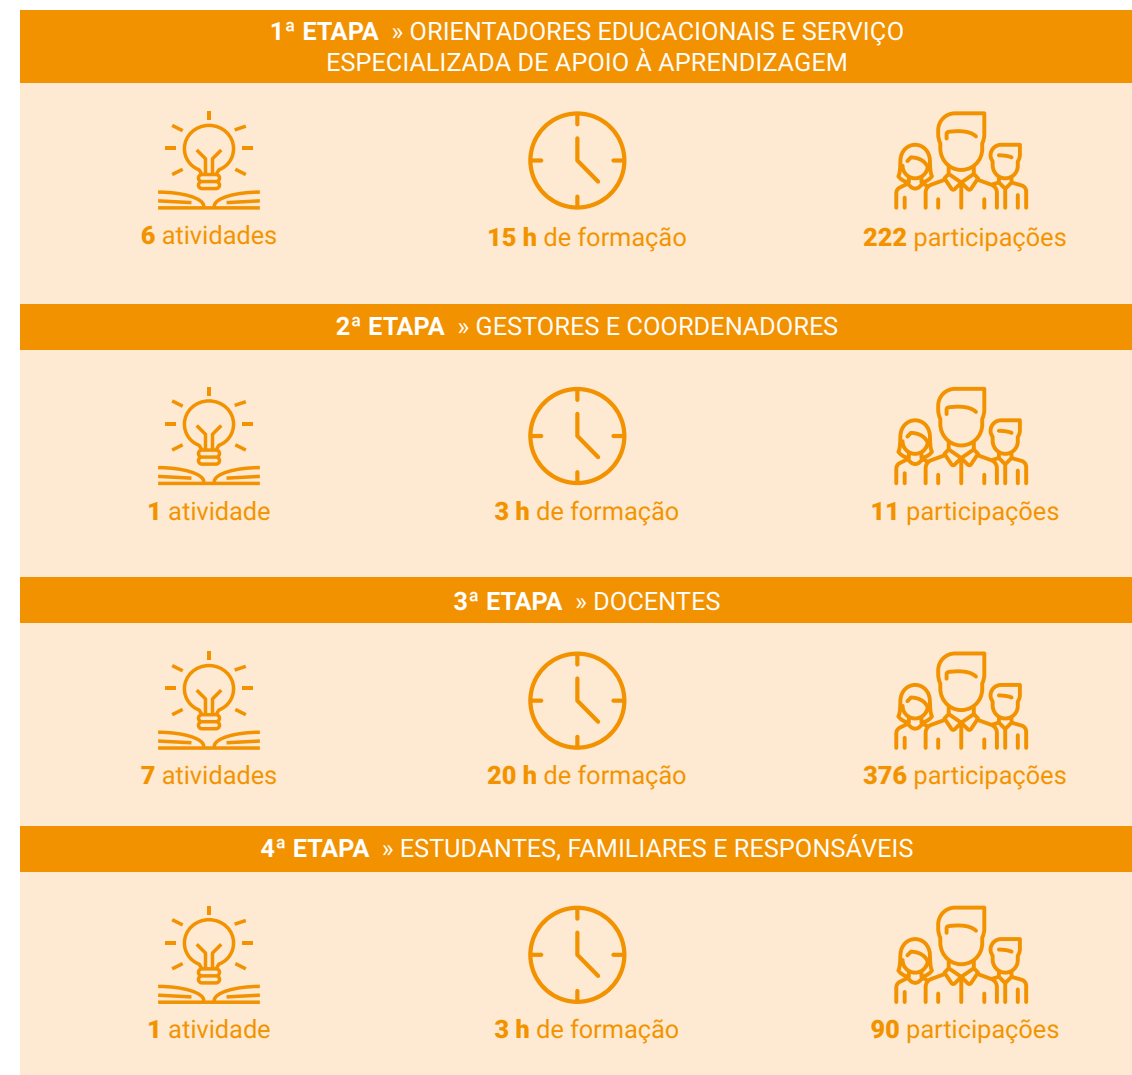 1ª ETAPA » ORIENTADORES EDUCACIONAIS E SERVIÇO
ESPECIALIZADA DE APOIO À APRENDIZAGEM
6 atividades
15 h de formação
222 participações
2ª ETAPA » GESTORES E COORDENADORES
1 atividade
3 h de formação
11 participações
3ª ETAPA » DOCENTES
7 atividades
20 h de formação
376 participações
4ª ETAPA » ESTUDANTES, FAMILIARES E RESPONSÁVEIS
1 atividade
3 h de formação
90 participações